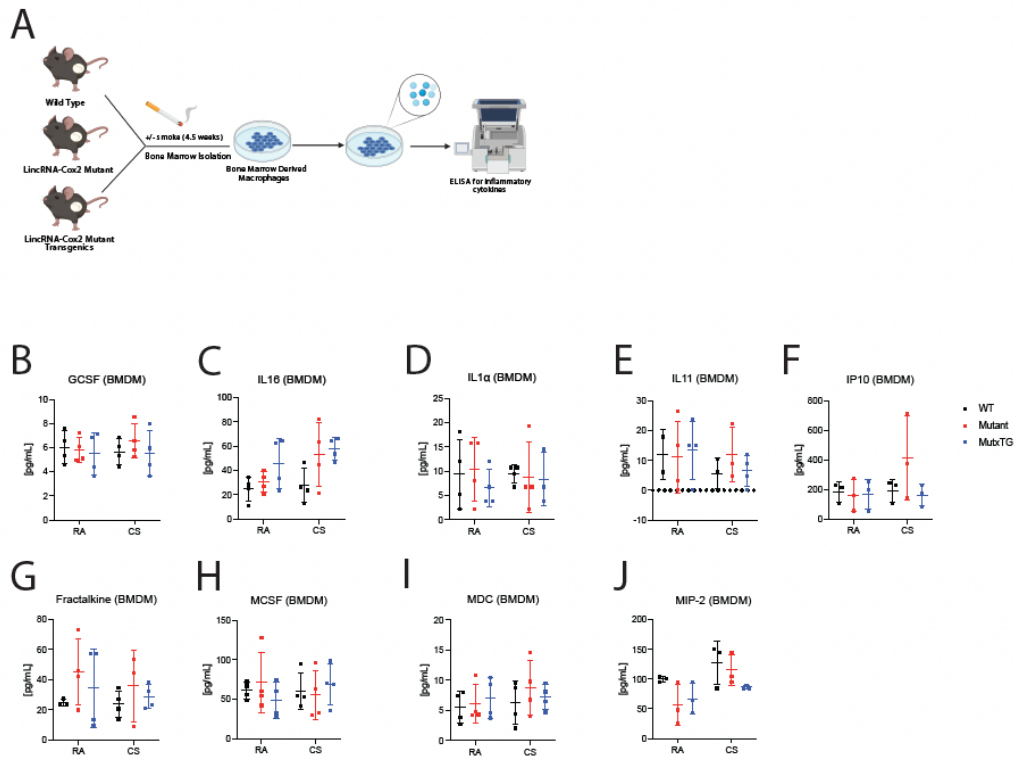 A
Wild Type
LincRNA-Cox2 Mutant
LincRNA-Cox2 Mutant
Transgenics
+/- smoke (4.5 weeks)
Bone Marrow Isolation
Bone Marrow Derived
Macrophages
ELISA for inflammatory
cytokines
B
GCSF (BMDM)
[pg/mL]
8
6
4
2
0
RA
CS
C
IL16 (BMDM)
[pg/mL]
100
80
60
40
20
0
RA
CS
D
IL1α (BMDM)
[pg/mL]
25
20
15
10
5
0
RA
CS
E
IL11 (BMDM)
[pg/mL]
30
20
10
0
-10
RA
CS
F
IP10 (BMDM)
[pg/mL]
800
600
400
200
0
RA
CS
WT
Mutant
MutxTG
G
Fractalkine (BMDM)
[pg/mL]
80
60
40
20
0
RA
CS
H
MCSF (BMDM)
[pg/mL]
150
100
50
0
RA
CS
I
MDC (BMDM)
[pg/mL]
20
15
10
5
0
RA
CS
J
MIP-2 (BMDM)
[pg/mL]
200
150
100
50
0
RA
CS